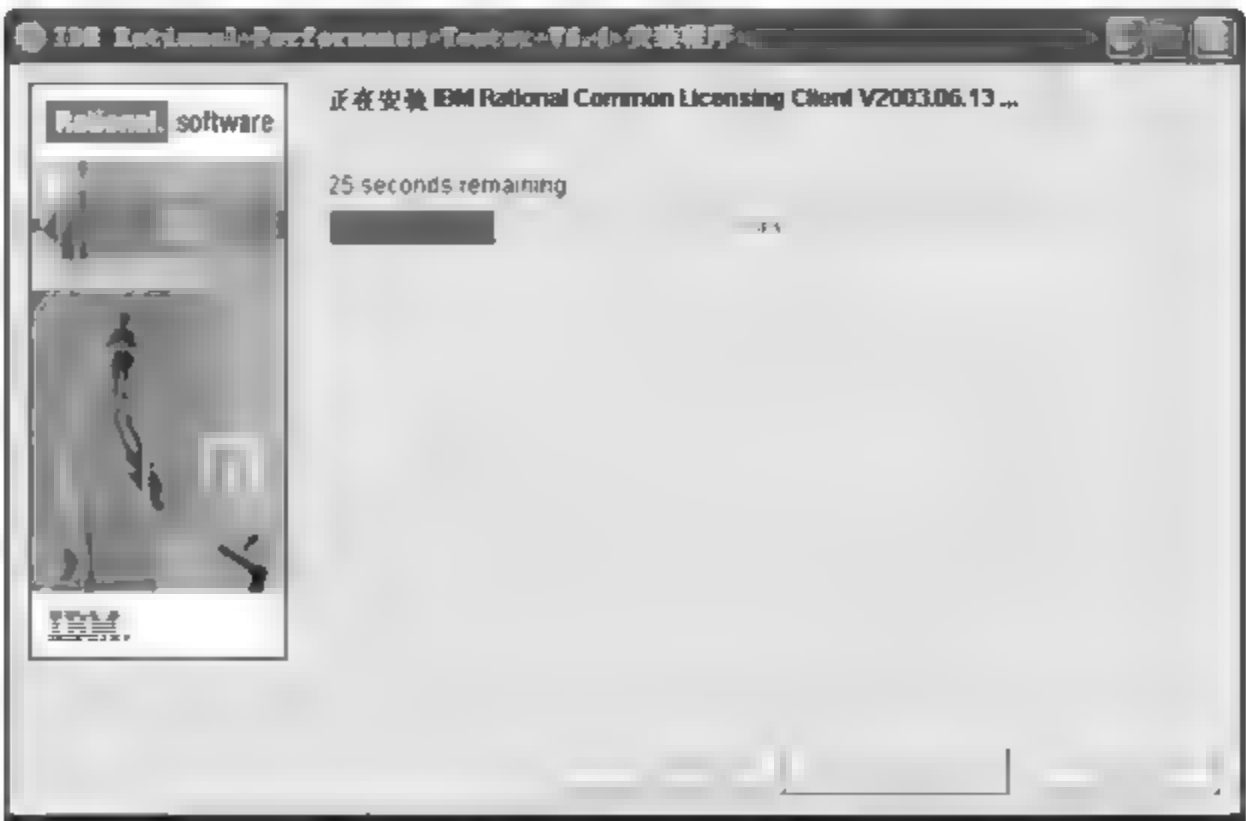 IBM Rational Performance Tester V6.1 安装程序
Rational. software
正在安装 IBM Rational Common Licensing Client V2003.06.13 ...
25 seconds remaining
IBM.